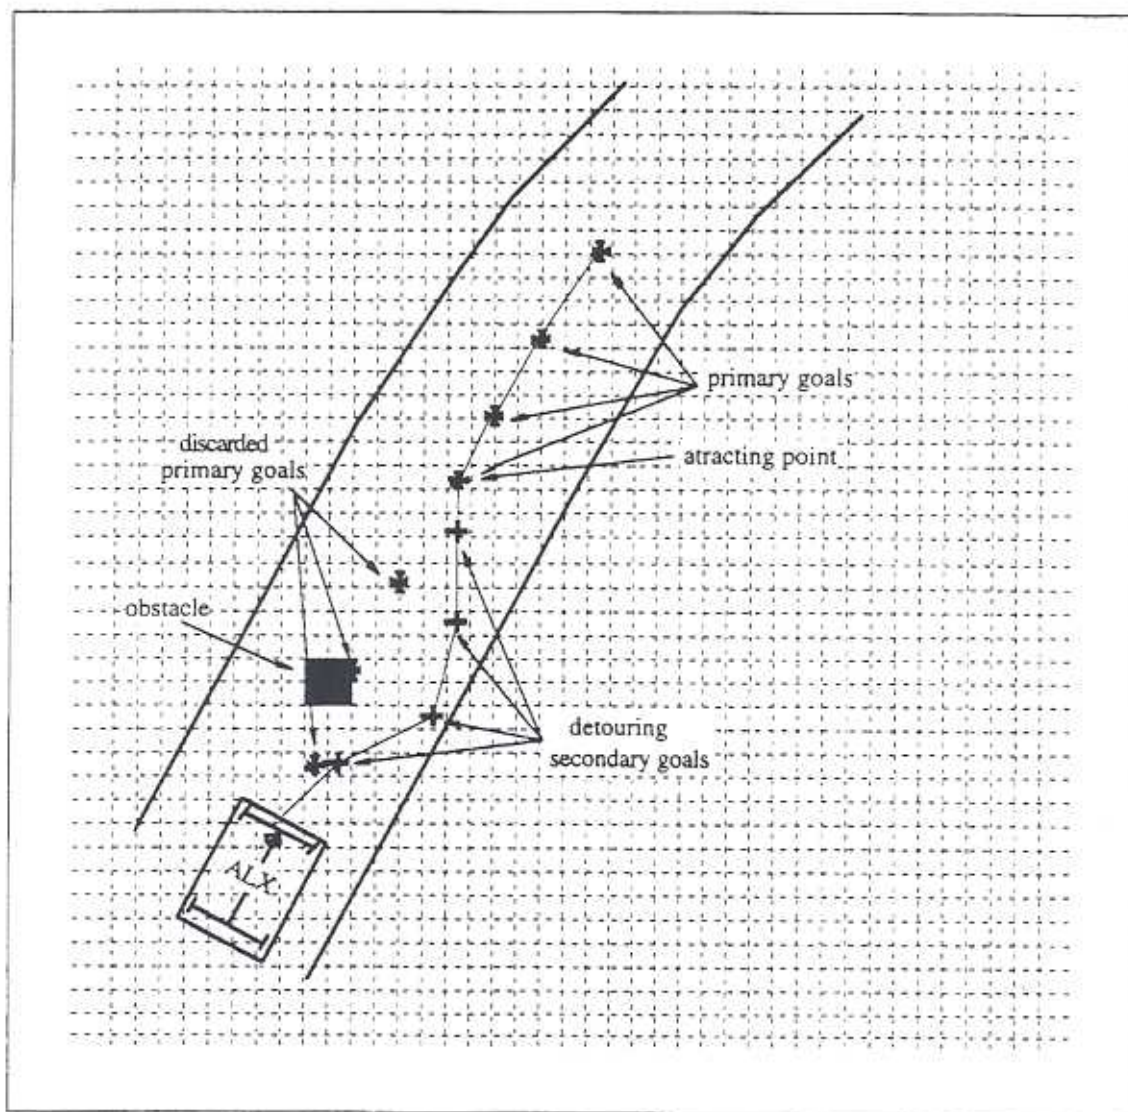 primary goals
discarded
primary goals
atracting point
obstacle
detouring
secondary goals
ALX